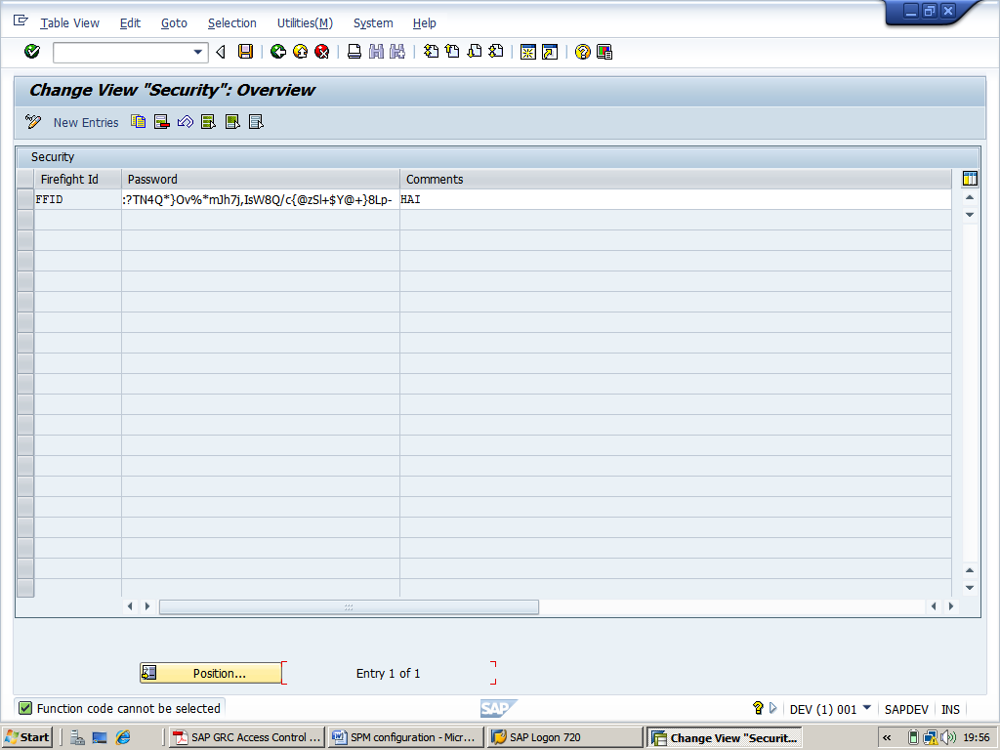 Table View Edit Goto Selection Utilities(M) System Help
Change View "Security": Overview
New Entries
Security
Firefight Id Password Comments
FFID :?TN4Q*}Ov%*mJh7j,IsW8Q/c{@zSl+$Y@+}8Lp- HAI
Position... Entry 1 of 1
Function code cannot be selected
SAP
DEV (1) 001 SAPDEV INS
Start SAP GRC Access Control ... SPM configuration - Micr... SAP Logon 720 Change View "Securit... « 19:56